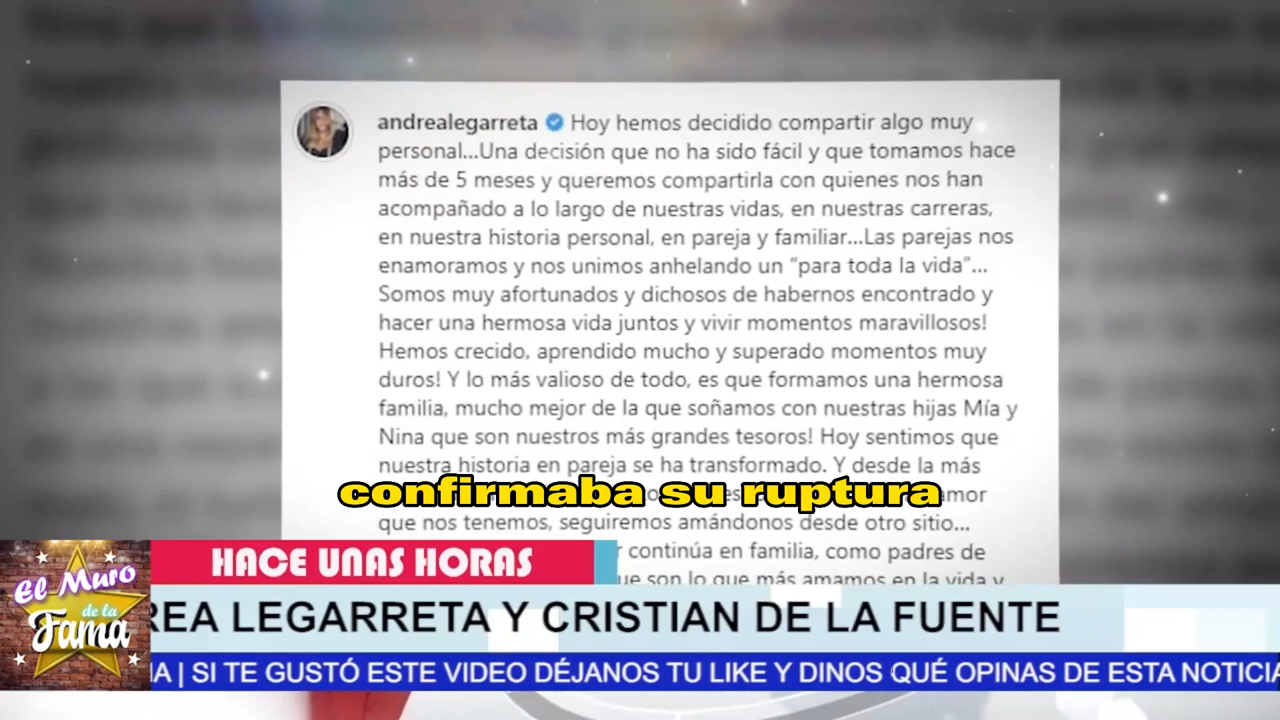 andrealegarreta Hoy hemos decidido compartir algo muy
personal...Una decisión que no ha sido fácil y que tomamos hace
más de 5 meses y queremos compartirla con quienes nos han
acompañado a lo largo de nuestras vidas, en nuestras carreras,
en nuestra historia personal, en pareja y familiar...Las parejas nos
enamoramos y nos unimos anhelando un “para toda la vida”...
Somos muy afortunados y dichosos de habernos encontrado y
hacer una hermosa vida juntos y vivir momentos maravillosos!
Hemos crecido, aprendido mucho y superado momentos muy
duros! Y lo más valioso de todo, es que formamos una hermosa
familia, mucho mejor de la que soñamos con nuestras hijas Mía y
Nina que son nuestros más grandes tesoros! Hoy sentimos que
nuestra historia en pareja se ha transformado. Y desde la más
confirmaba su ruptura
amor
que nos tenemos, seguiremos amándonos desde otro sitio...
continúa en familia, como padres de
que son lo que más amamos en la vida y
HACE UNAS HORAS
El Muro
de la
Fama
REA LEGARRETA Y CRISTIAN DE LA FUENTE
IA | SI TE GUSTÓ ESTE VIDEO DÉJANOS TU LIKE Y DINOS QUÉ OPINAS DE ESTA NOTICIA